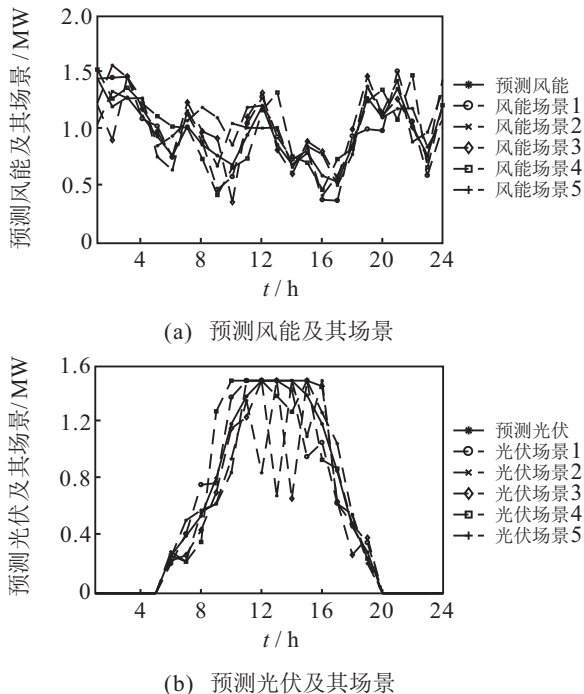 预测风能及其场景/MW
2.0
1.5
1.0
0.5
0
4 8 12 16 20 24
t / h
预测风能
风能场景1
风能场景2
风能场景3
风能场景4
风能场景5
(a) 预测风能及其场景
预测光伏及其场景/MW
1.6
1.2
0.8
0.4
0
4 8 12 16 20 24
t / h
预测光伏
光伏场景1
光伏场景2
光伏场景3
光伏场景4
光伏场景5
(b) 预测光伏及其场景